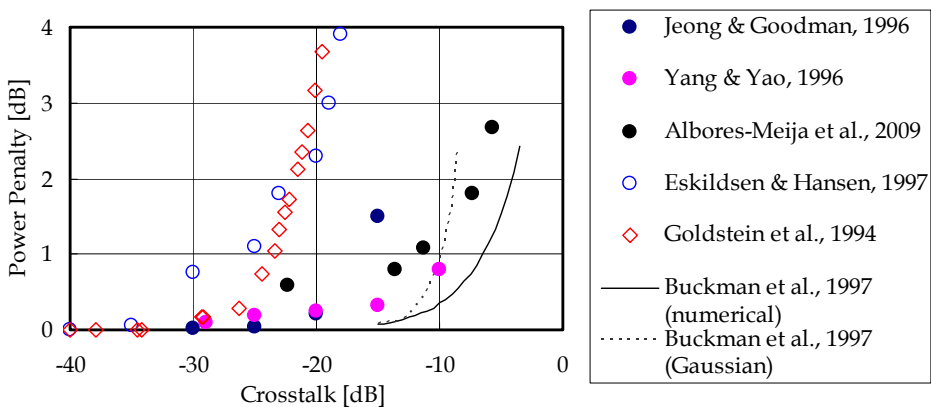 4
3
2
1
0
-40
-30
-20
-10
0
Power Penalty [dB]
Crosstalk [dB]
Jeong & Goodman, 1996
Yang & Yao, 1996
Albores-Meija et al., 2009
Eskildsen & Hansen, 1997
Goldstein et al., 1994
Buckman et al., 1997
(numerical)
Buckman et al., 1997
(Gaussian)